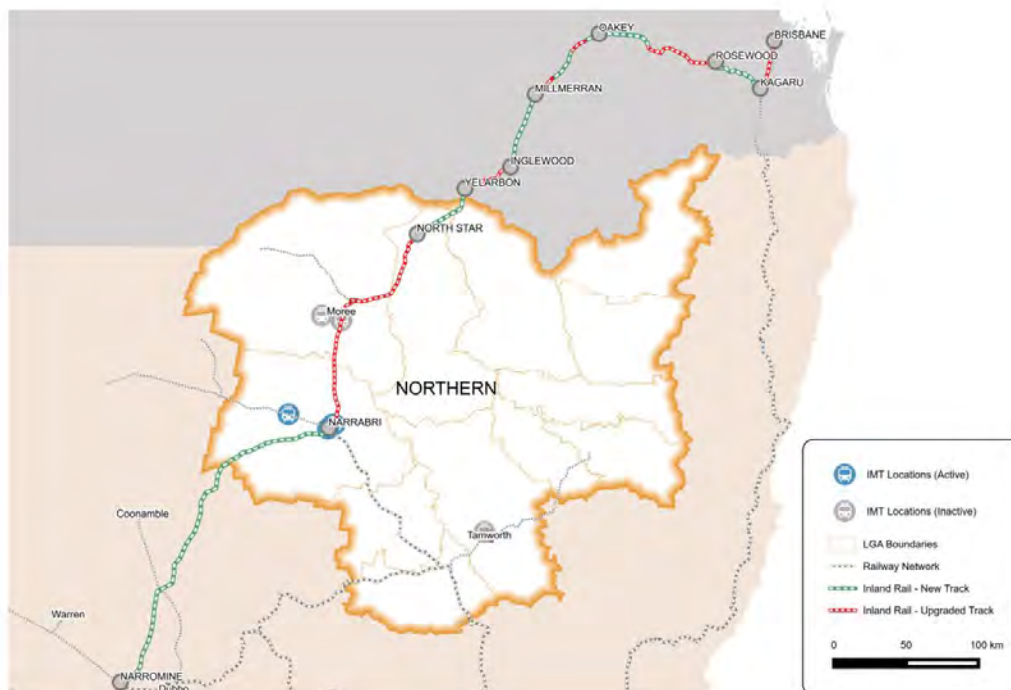 OAKEY
BRISBANE
ROSEWOOD
KAGARU
MILLMERRAN
INGLEWOOD
YELARBON
NORTH STAR
Moree
NORTHERN
NARRABRI
Coonamble
Tamworth
Warren
NARROMINE
Dubbo
IMT Locations (Active)
IMT Locations (Inactive)
LGA Boundaries
Railway Network
Inland Rail - New Track
Inland Rail - Upgraded Track
0 50 100 km